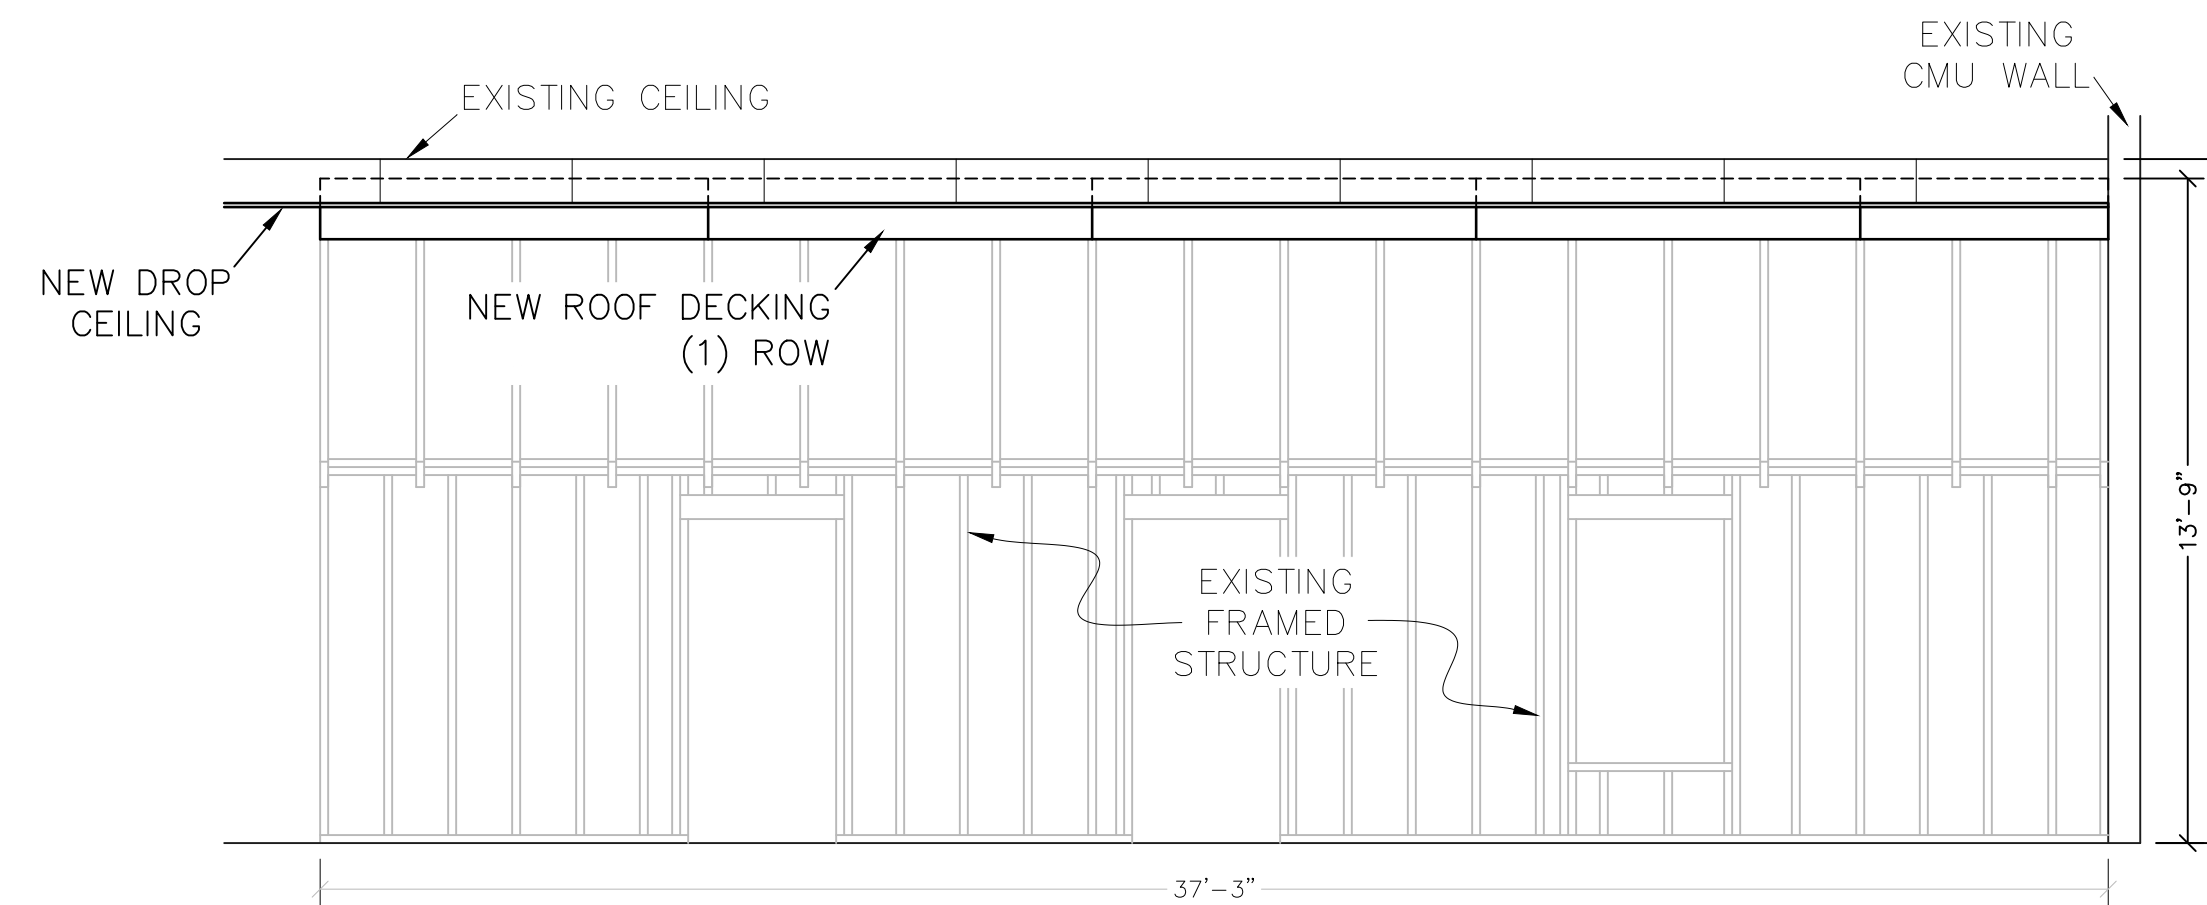 EXISTING
CMU WALL
EXISTING CEILING
NEW DROP
CEILING
NEW ROOF DECKING
(1) ROW
EXISTING
FRAMED
STRUCTURE
13'-9"
37'-3"